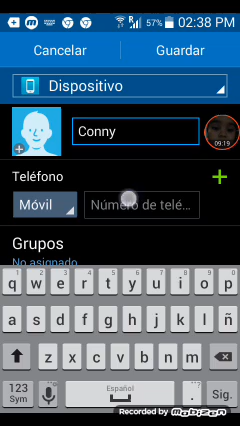 57% 02:38 PM
Cancelar Guardar
Dispositivo
Conny
09:19
Teléfono
Móvil Número de telé...
Grupos
No asignado
q w e r t y u i o p
a s d f g h j k l ñ
z x c v b n m
123 Sym Español . Sig.
Recorded by Mobizen